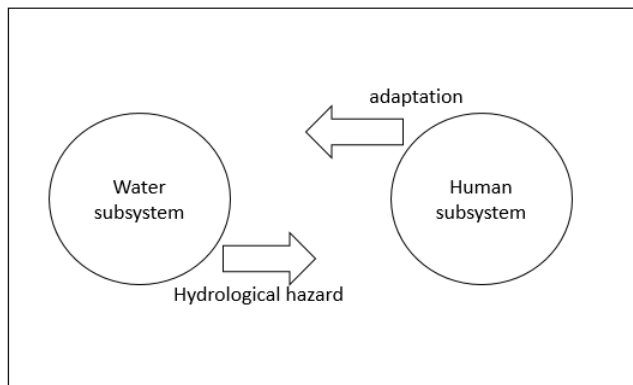 adaptation
Water
subsystem
Human
subsystem
Hydrological hazard